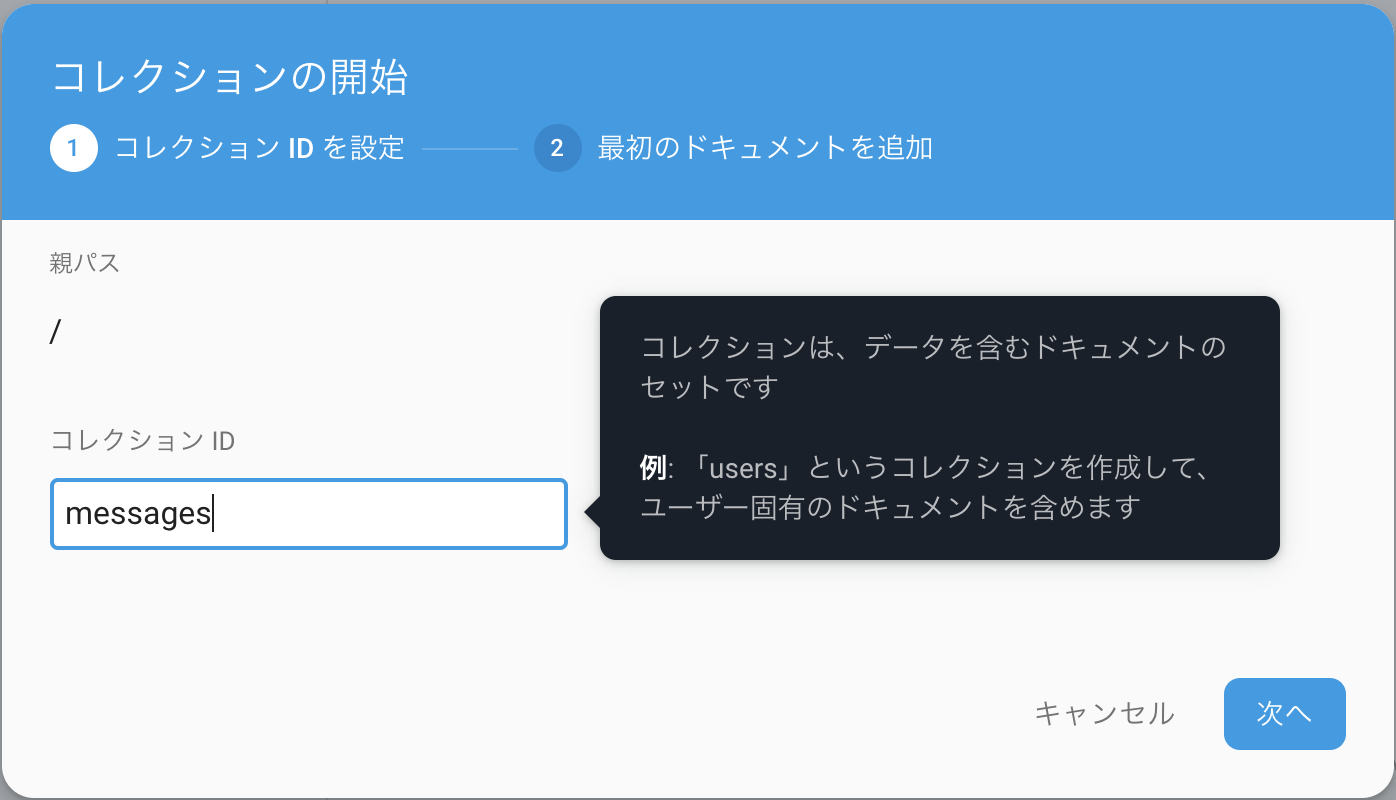 コレクションの開始
1 コレクション ID を設定 2 最初のドキュメントを追加
親パス
/
コレクションは、データを含むドキュメントの
セットです
例: 「users」というコレクションを作成して、
ユーザー固有のドキュメントを含めます
コレクション ID
messages
キャンセル 次へ